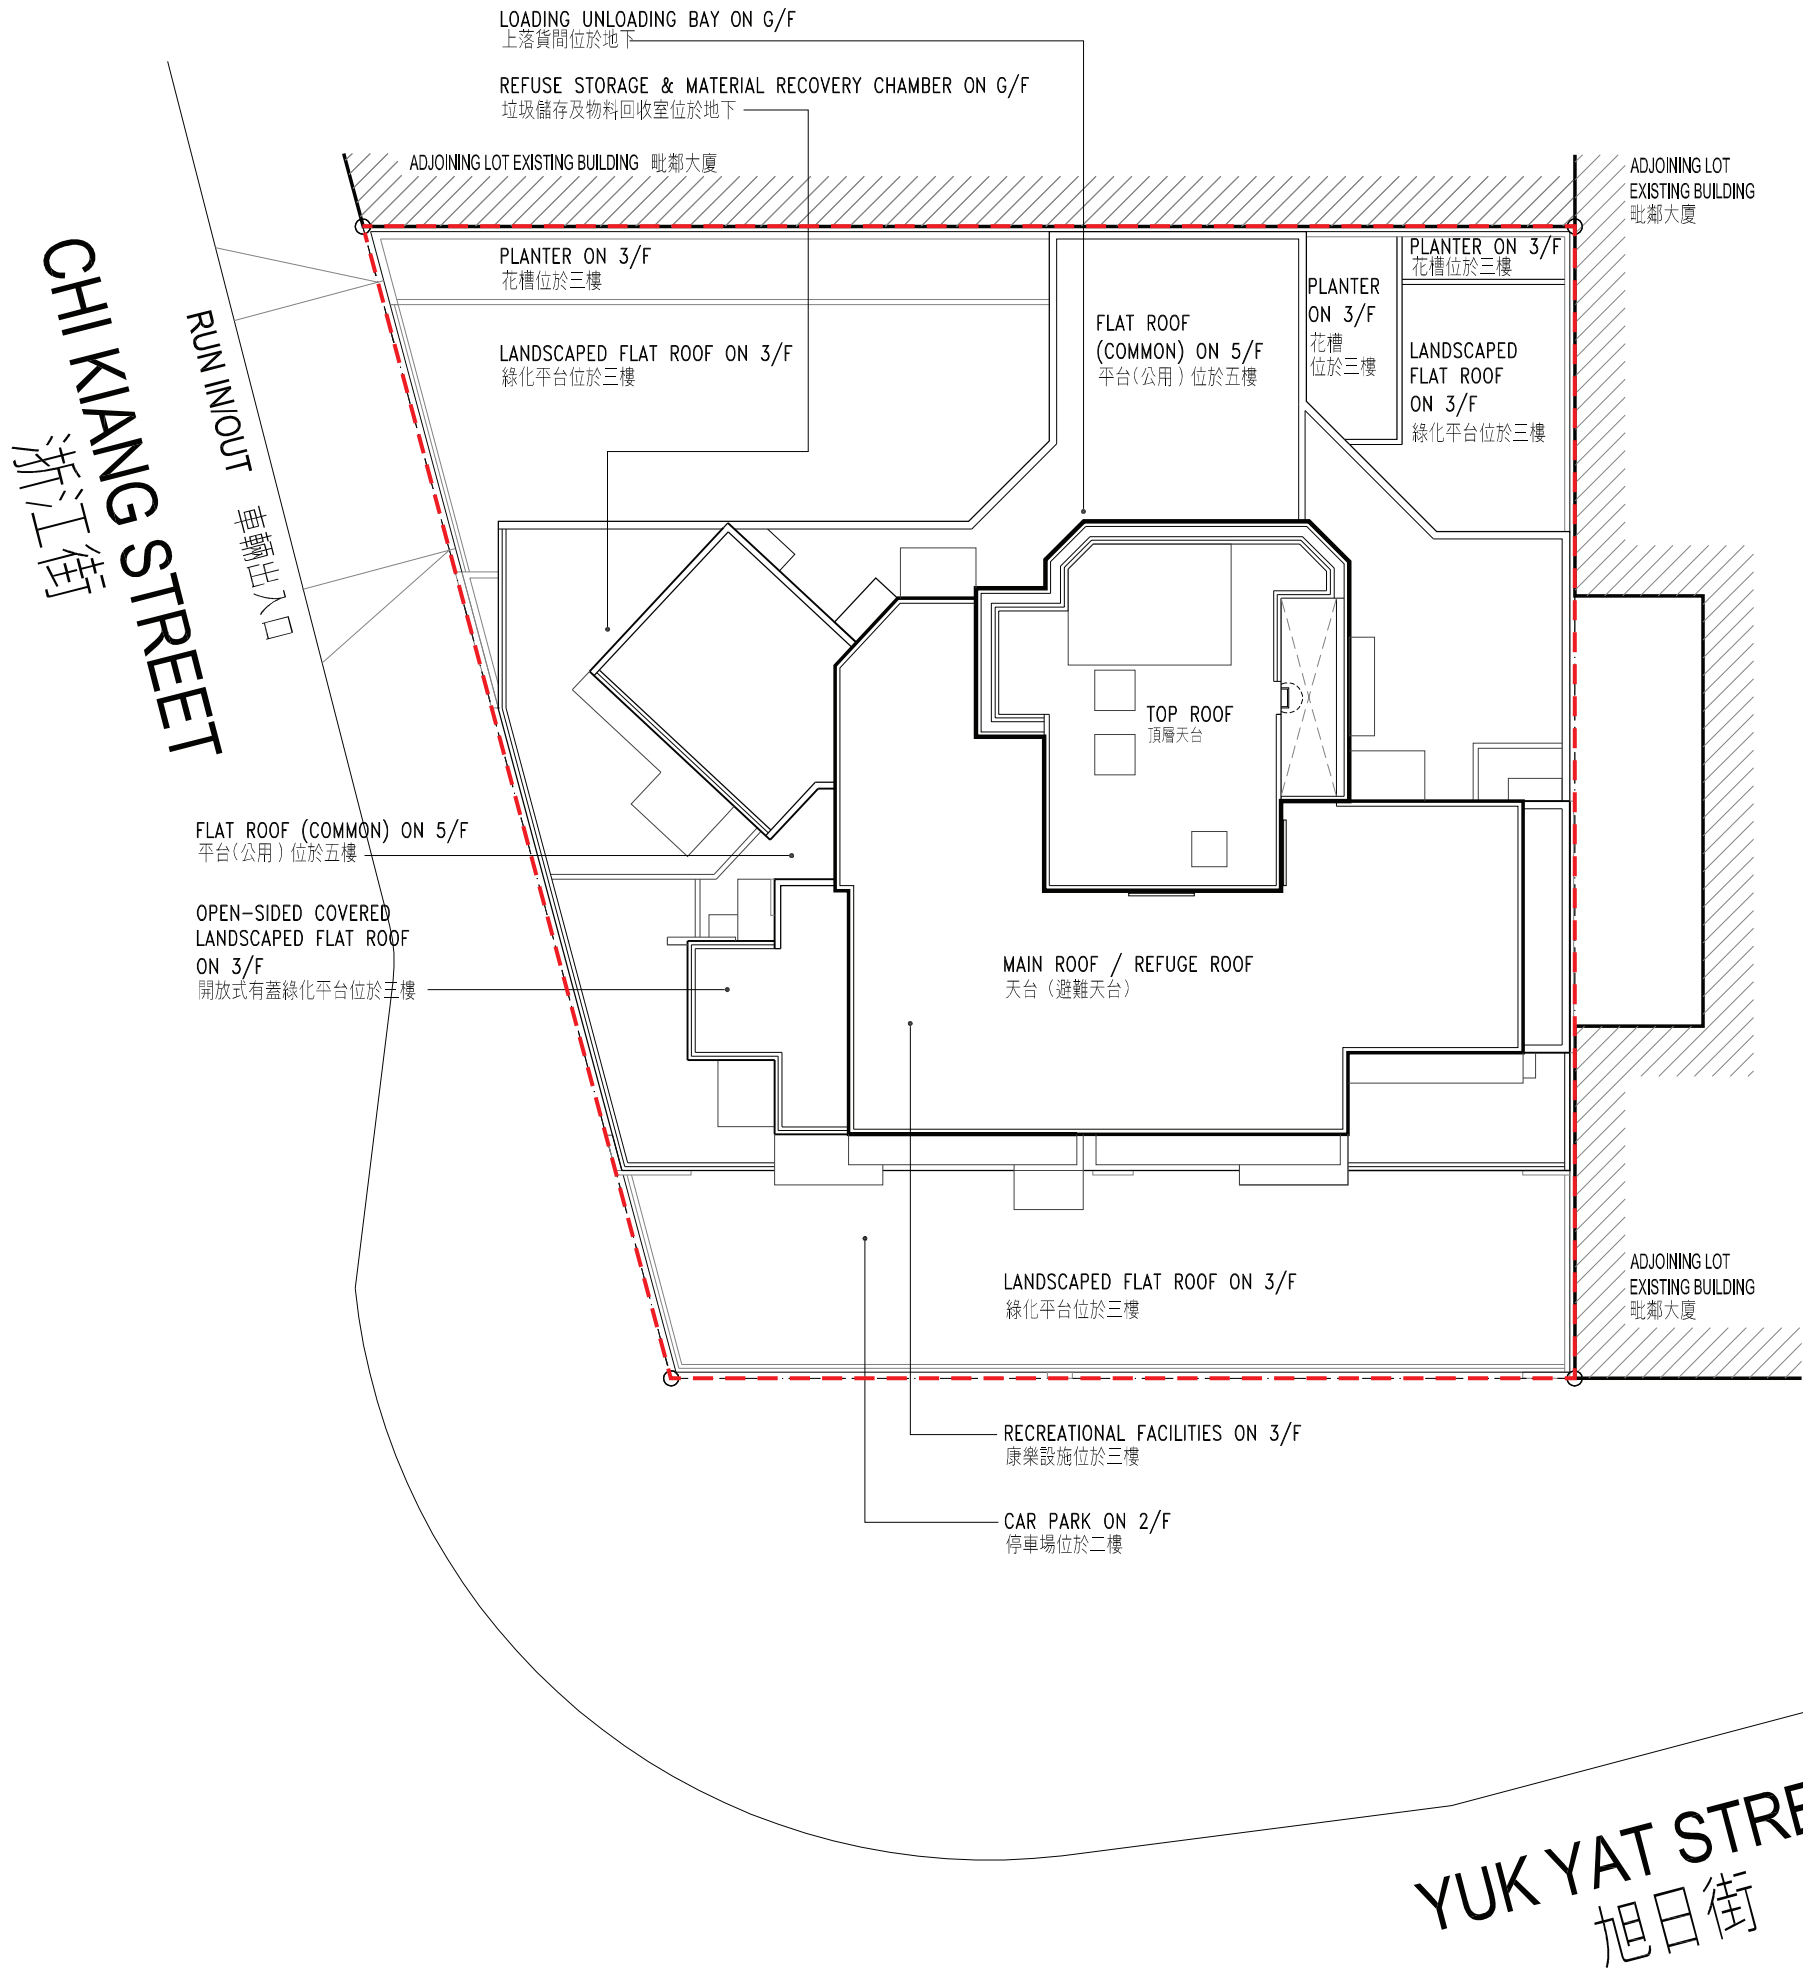 LOADING UNLOADING BAY ON G/F
上落貨間位於地下
REFUSE STORAGE & MATERIAL RECOVERY CHAMBER ON G/F
垃圾儲存及物料回收室位於地下
ADJOINING LOT EXISTING BUILDING 毗鄰大廈
ADJOINING LOT
EXISTING BUILDING
毗鄰大廈
CHI KIANG STREET
浙江街
RUN IN/OUT 車輛出入口
PLANTER ON 3/F
花槽位於三樓
LANDSCAPED FLAT ROOF ON 3/F
綠化平台位於三樓
FLAT ROOF
(COMMON) ON 5/F
平台(公用)位於五樓
PLANTER
ON 3/F
花槽
位於三樓
PLANTER ON 3/F
花槽位於三樓
LANDSCAPED
FLAT ROOF
ON 3/F
綠化平台位於三樓
TOP ROOF
頂層天台
FLAT ROOF (COMMON) ON 5/F
平台(公用)位於五樓
OPEN-SIDED COVERED
LANDSCAPED FLAT ROOF
ON 3/F
開放式有蓋綠化平台位於三樓
MAIN ROOF / REFUGE ROOF
天台（避難天台）
LANDSCAPED FLAT ROOF ON 3/F
綠化平台位於三樓
ADJOINING LOT
EXISTING BUILDING
毗鄰大廈
RECREATIONAL FACILITIES ON 3/F
康樂設施位於三樓
CAR PARK ON 2/F
停車場位於二樓
YUK YAT STRE
旭日街